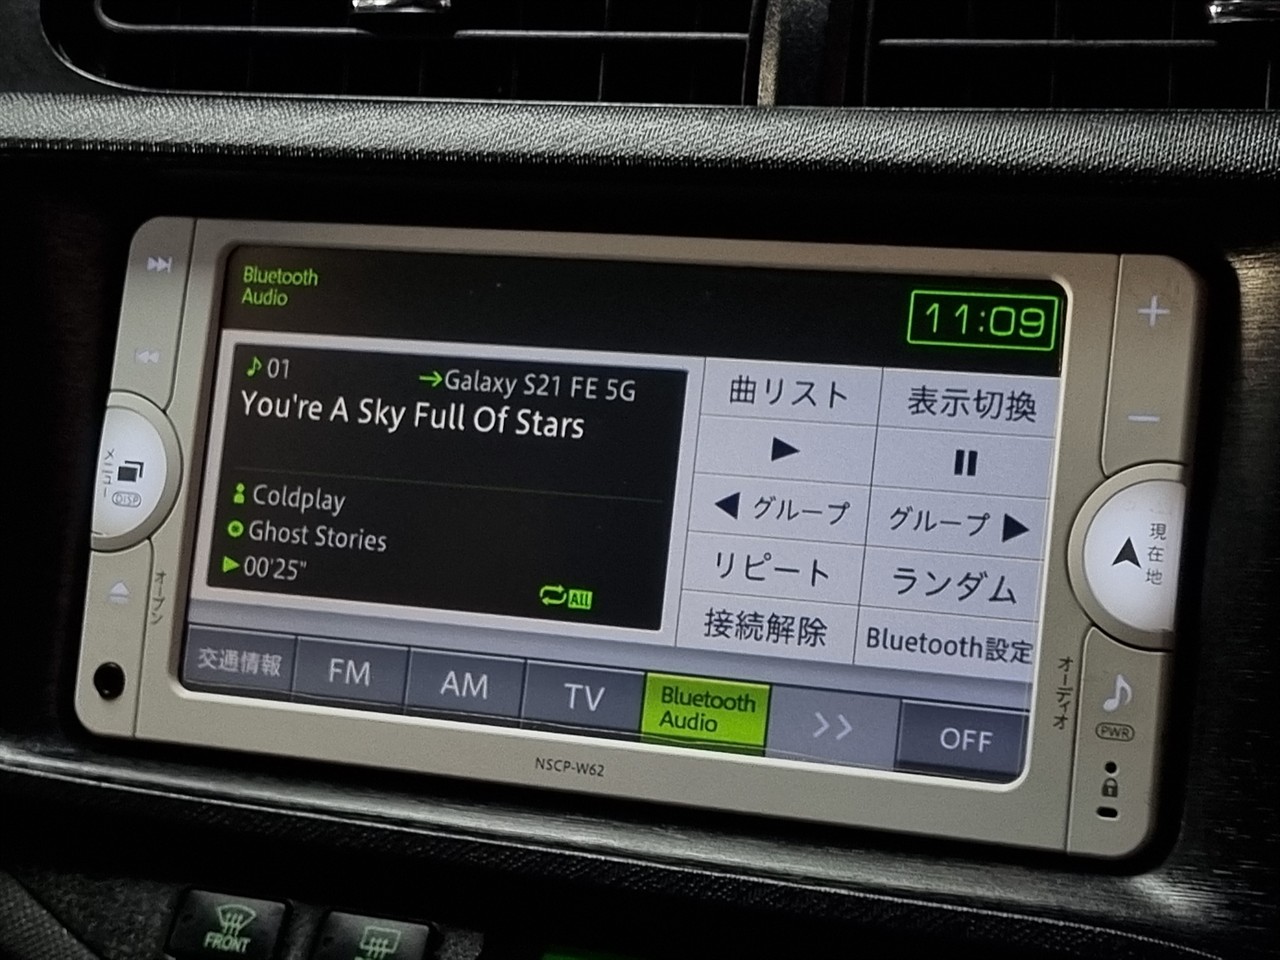 Bluetooth
Audio
11:09
01
→Galaxy S21 FE 5G
You're A Sky Full Of Stars
Coldplay
Ghost Stories
00'25"
All
曲リスト
表示切換
グループ
グループ
リピート
ランダム
接続解除
Bluetooth設定
交通情報
FM
AM
TV
Bluetooth
Audio
>>
OFF
メニュー
DISP
オープン
現在地
オーディオ
PWR
NSCP-W62
FRONT